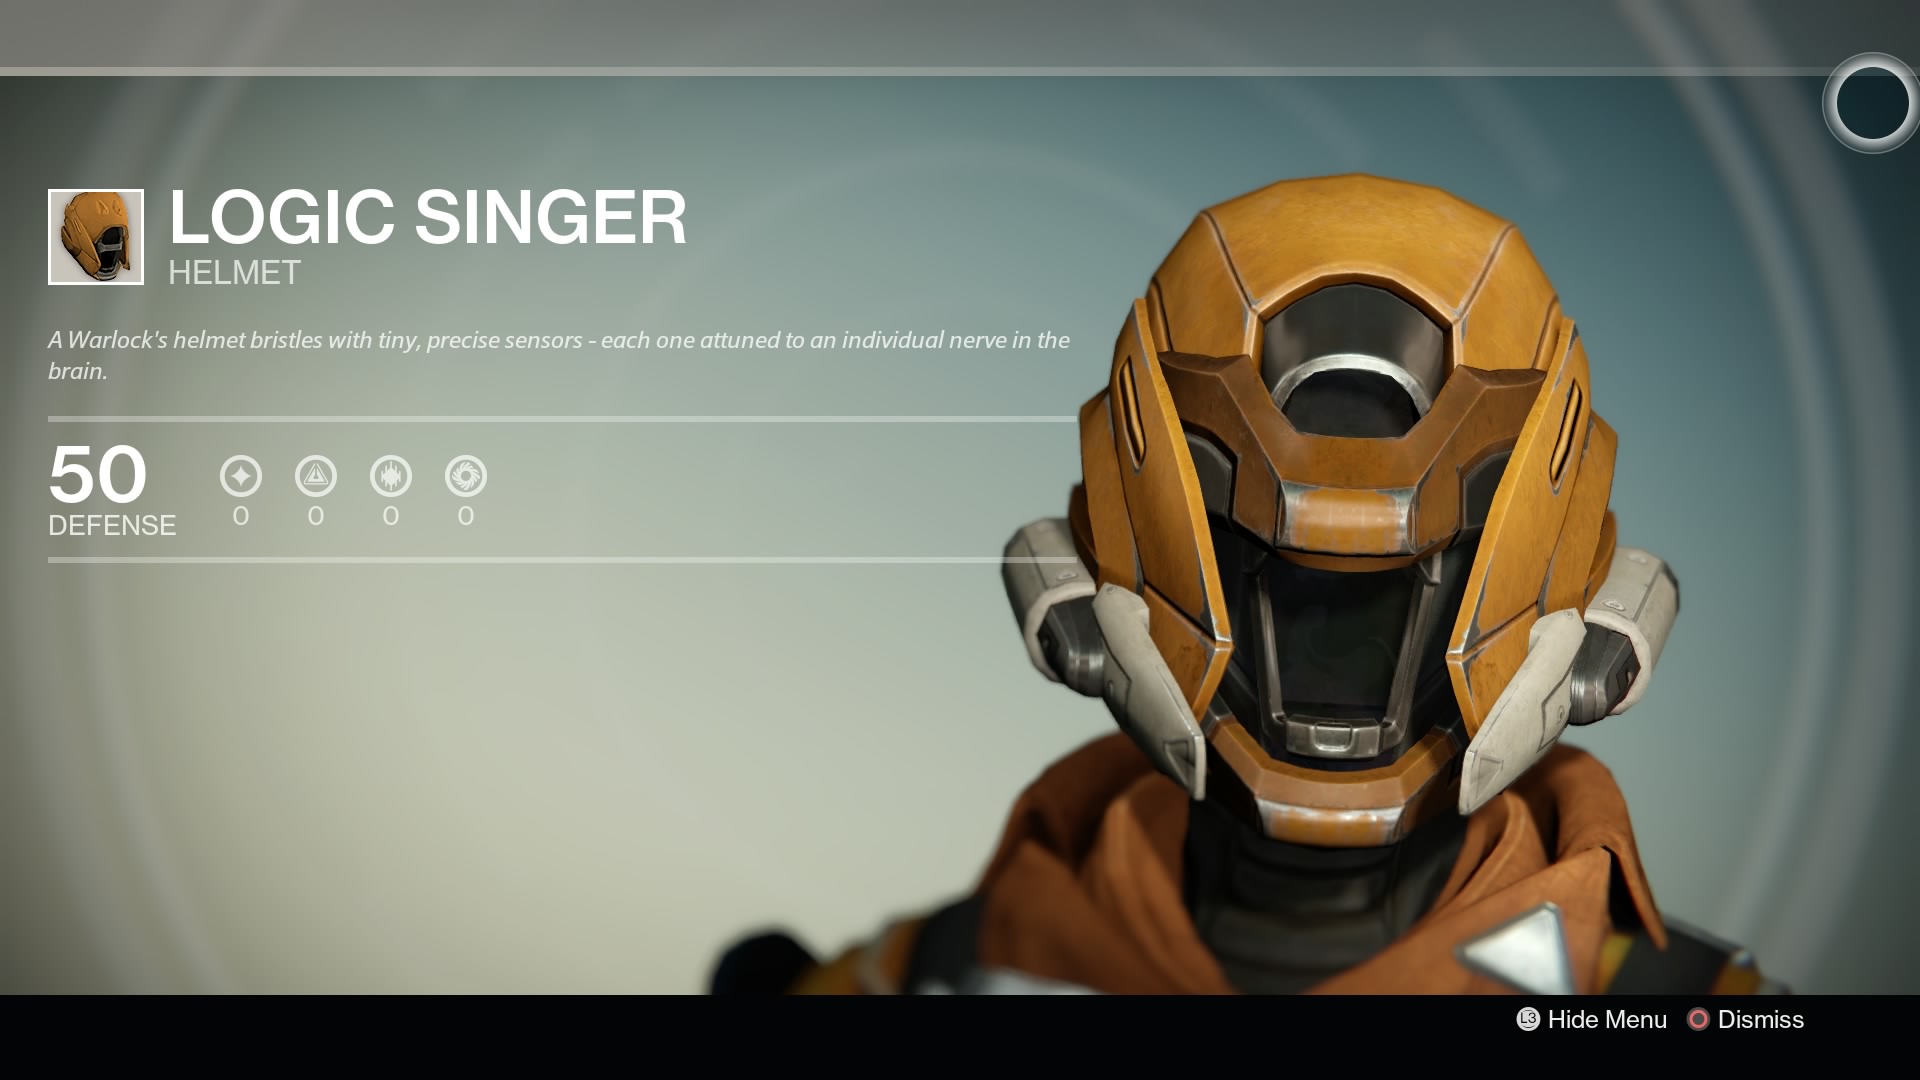 LOGIC SINGER
HELMET
A Warlock's helmet bristles with tiny, precise sensors - each one attuned to an individual nerve in the
brain.
50
DEFENSE
0 0 0 0
L3 Hide Menu Dismiss